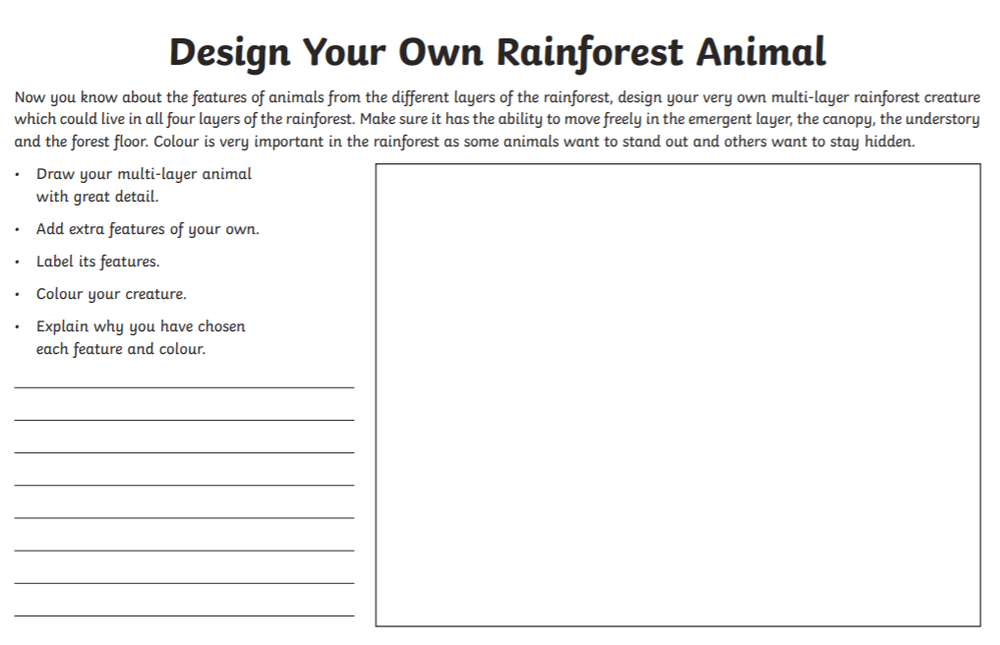 Design Your Own Rainforest Animal
Now you know about the features of animals from the different layers of the rainforest, design your very own multi-layer rainforest creature
which could live in all four layers of the rainforest. Make sure it has the ability to move freely in the emergent layer, the canopy, the understory
and the forest floor. Colour is very important in the rainforest as some animals want to stand out and others want to stay hidden.
• Draw your multi-layer animal
with great detail.
• Add extra features of your own.
• Label its features.
• Colour your creature.
• Explain why you have chosen
each feature and colour.